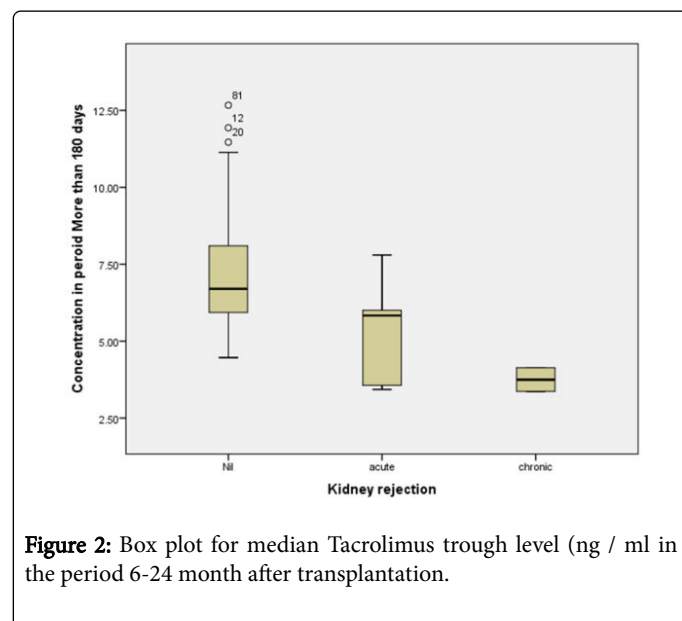 81
12
20
12.50
10.00
7.50
5.00
2.50
Concentration in peroid More than 180 days
Nil acute chronic
Kidney rejection
Figure 2: Box plot for median Tacrolimus trough level (ng / ml in
the period 6-24 month after transplantation.